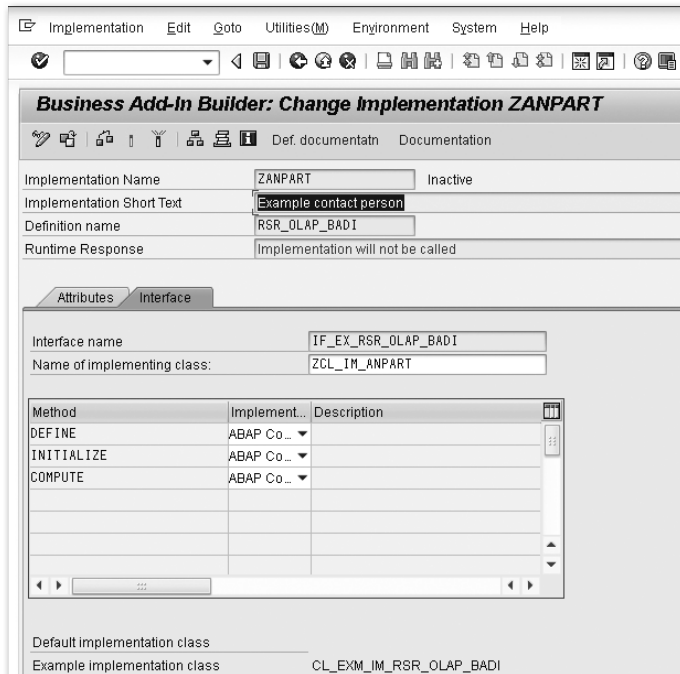 Implementation Edit Goto Utilities(M) Environment System Help
Business Add-In Builder: Change Implementation ZANPART
Def. documentatn Documentation
Implementation Name ZANPART Inactive
Implementation Short Text Example contact person
Definition name RSR_OLAP_BADI
Runtime Response Implementation will not be called
Attributes Interface
Interface name IF_EX_RSR_OLAP_BADI
Name of implementing class: ZCL_IM_ANPART
Method Implement... Description
DEFINE ABAP Co...
INITIALIZE ABAP Co...
COMPUTE ABAP Co...
Default implementation class
Example implementation class CL_EXM_IM_RSR_OLAP_BADI